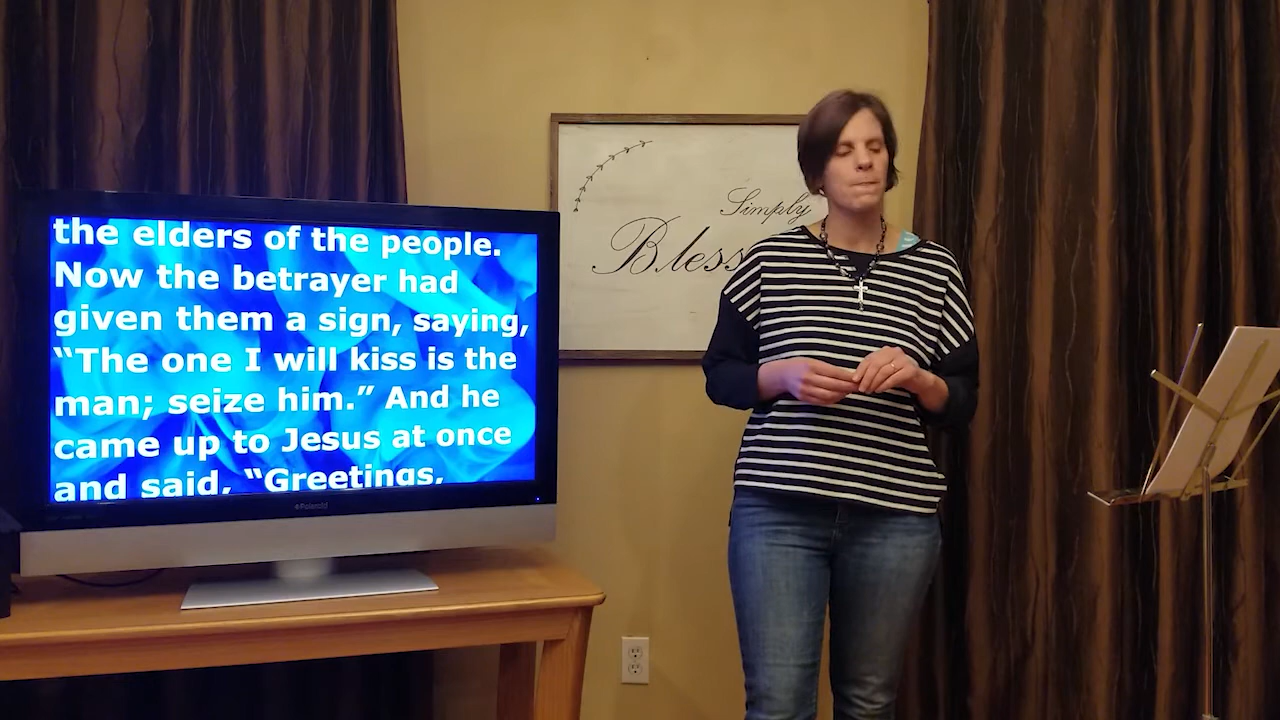 the elders of the people.
Now the betrayer had
given them a sign, saying,
“The one I will kiss is the
man; seize him.” And he
came up to Jesus at once
and said, “Greetings,
Polaroid
Simply
Bless